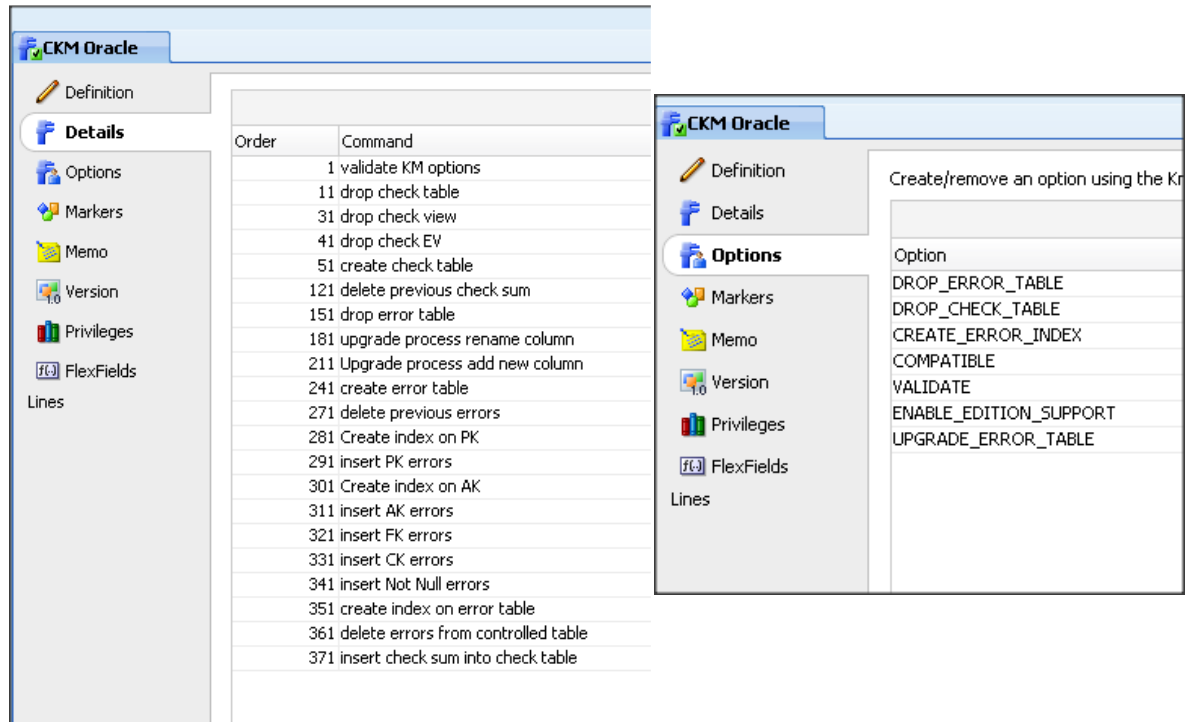 CKM Oracle
Definition
Details
Options
Markers
Memo
Version
Privileges
FlexFields
Lines
Order Command
1 validate KM options
11 drop check table
31 drop check view
41 drop check EV
51 create check table
121 delete previous check sum
151 drop error table
181 upgrade process rename column
211 Upgrade process add new column
241 create error table
271 delete previous errors
281 Create index on PK
291 insert PK errors
301 Create index on AK
311 insert AK errors
321 insert FK errors
331 insert CK errors
341 insert Not Null errors
351 create index on error table
361 delete errors from controlled table
371 insert check sum into check table
CKM Oracle
Definition
Details
Options
Markers
Memo
Version
Privileges
FlexFields
Lines
Create/remove an option using the Kr
Option
DROP_ERROR_TABLE
DROP_CHECK_TABLE
CREATE_ERROR_INDEX
COMPATIBLE
VALIDATE
ENABLE_EDITION_SUPPORT
UPGRADE_ERROR_TABLE